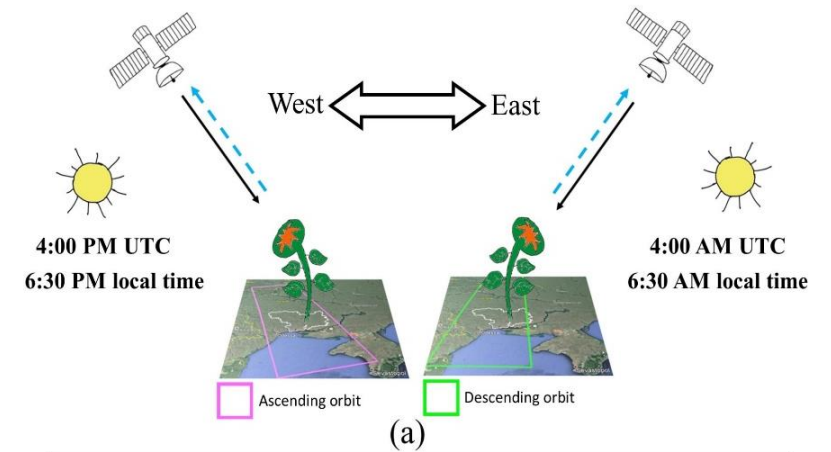 West
East
4:00 PM UTC
6:30 PM local time
4:00 AM UTC
6:30 AM local time
Ascending orbit
Descending orbit
(a)